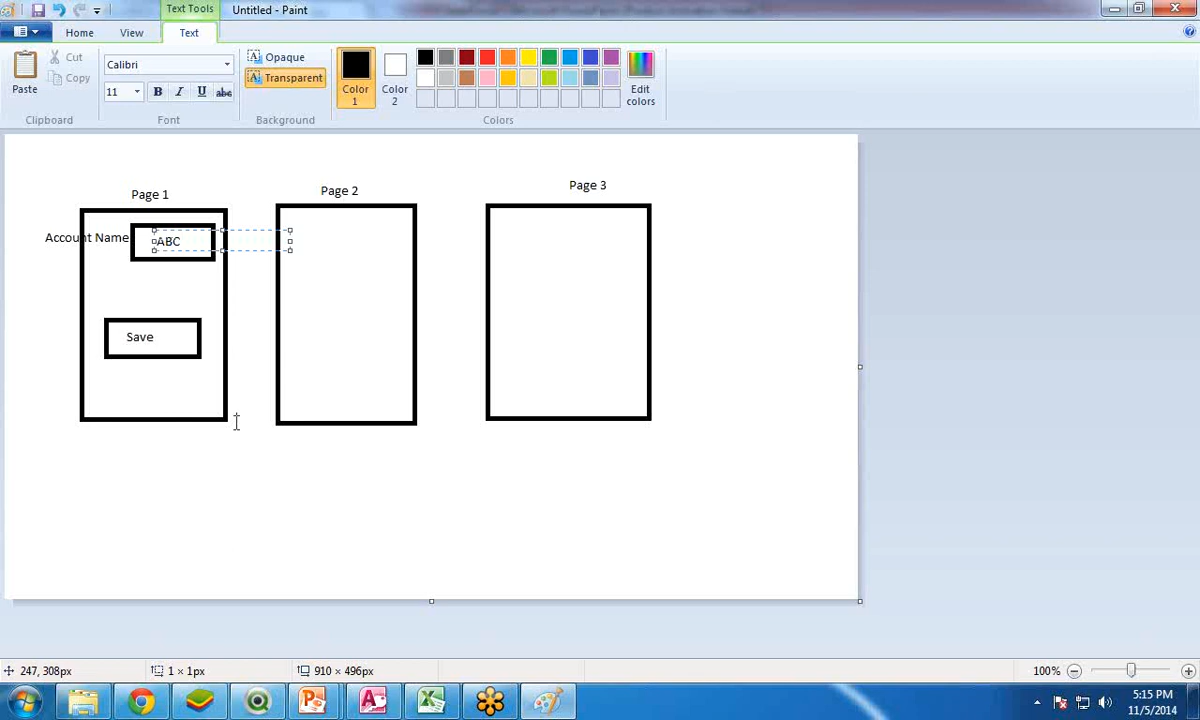 Text Tools
Untitled - Paint
Home
View
Text
Paste
Cut
Copy
Calibri
11
B
I
U
abc
Opaque
Transparent
Color 1
Color 2
Edit colors
Clipboard
Font
Background
Colors
Page 1
Page 2
Page 3
Account Name
ABC
Save
247, 308px
1 × 1px
910 × 496px
100%
5:15 PM
11/5/2014